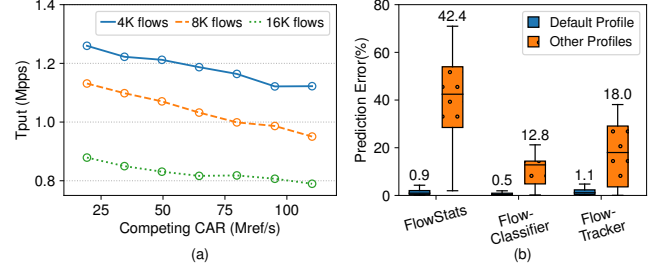 (a)
1.4
1.2
1.0
0.8
Tput (Mpps)
4K flows
8K flows
16K flows
25
50
75
100
Competing CAR (Mref/s)
(a)
(b)
80
60
40
20
0
Prediction Error(%)
Default Profile
Other Profiles
0.9
42.4
0.5
12.8
1.1
18.0
FlowStats
Flow-
Classifier
Flow-
Tracker
(b)